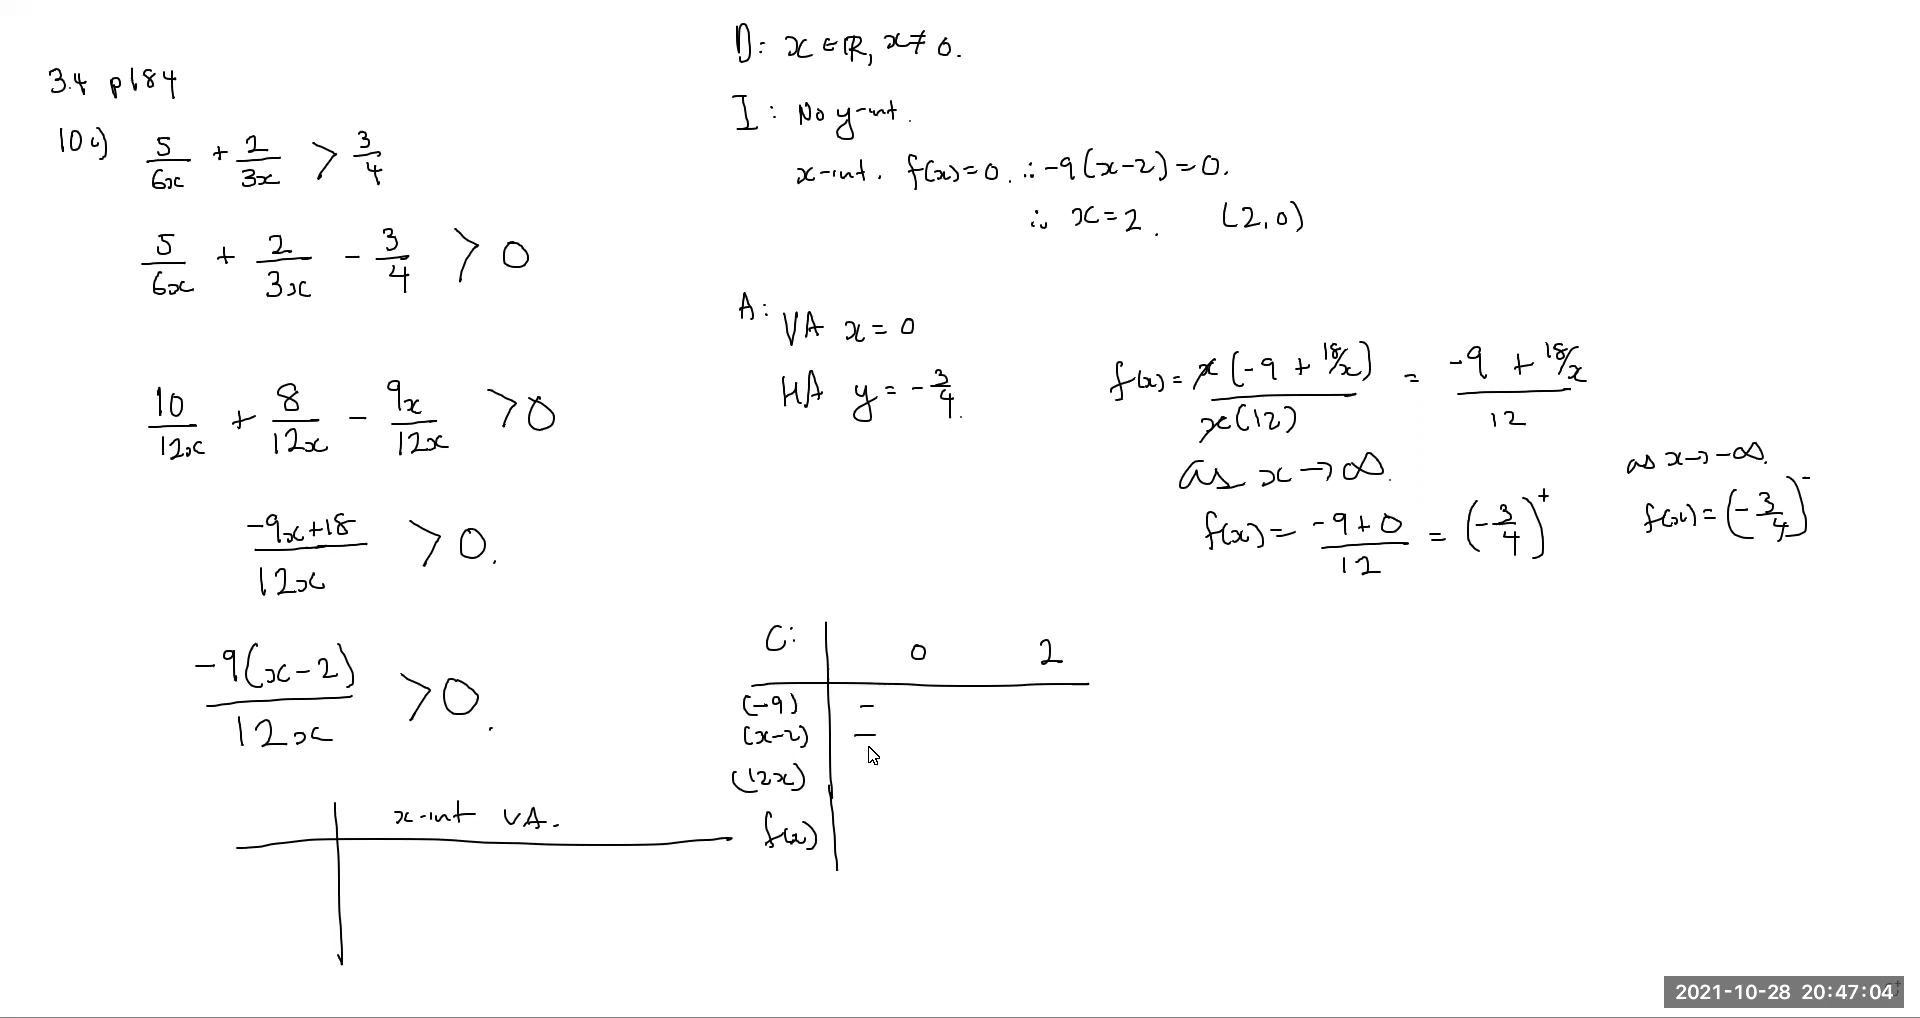 3.4 p184
10 c) 5/6x + 2/3x > 3/4
5/6x + 2/3x - 3/4 > 0
10/12x + 8/12x - 9x/12x > 0
-9x+18/12x > 0.
-9(x-2)/12x > 0.
x-int VA.
D: x ∈ ℝ, x ≠ 0.
I: No y-int.
x-int. f(x)=0. ∴ -9(x-2)=0.
∴ x=2. (2,0)
A: VA x=0
HA y = -3/4.
f(x) = x(-9 + 18/x)/x(12) = -9 + 18/x/12
as x→∞.
f(x) = -9+0/12 = (-3/4)⁺
as x→-∞.
f(x) = (-3/4)⁻
C: 0 2
(-9) -
(x-2) -
(12x)
f(x)
2021-10-28 20:47:04